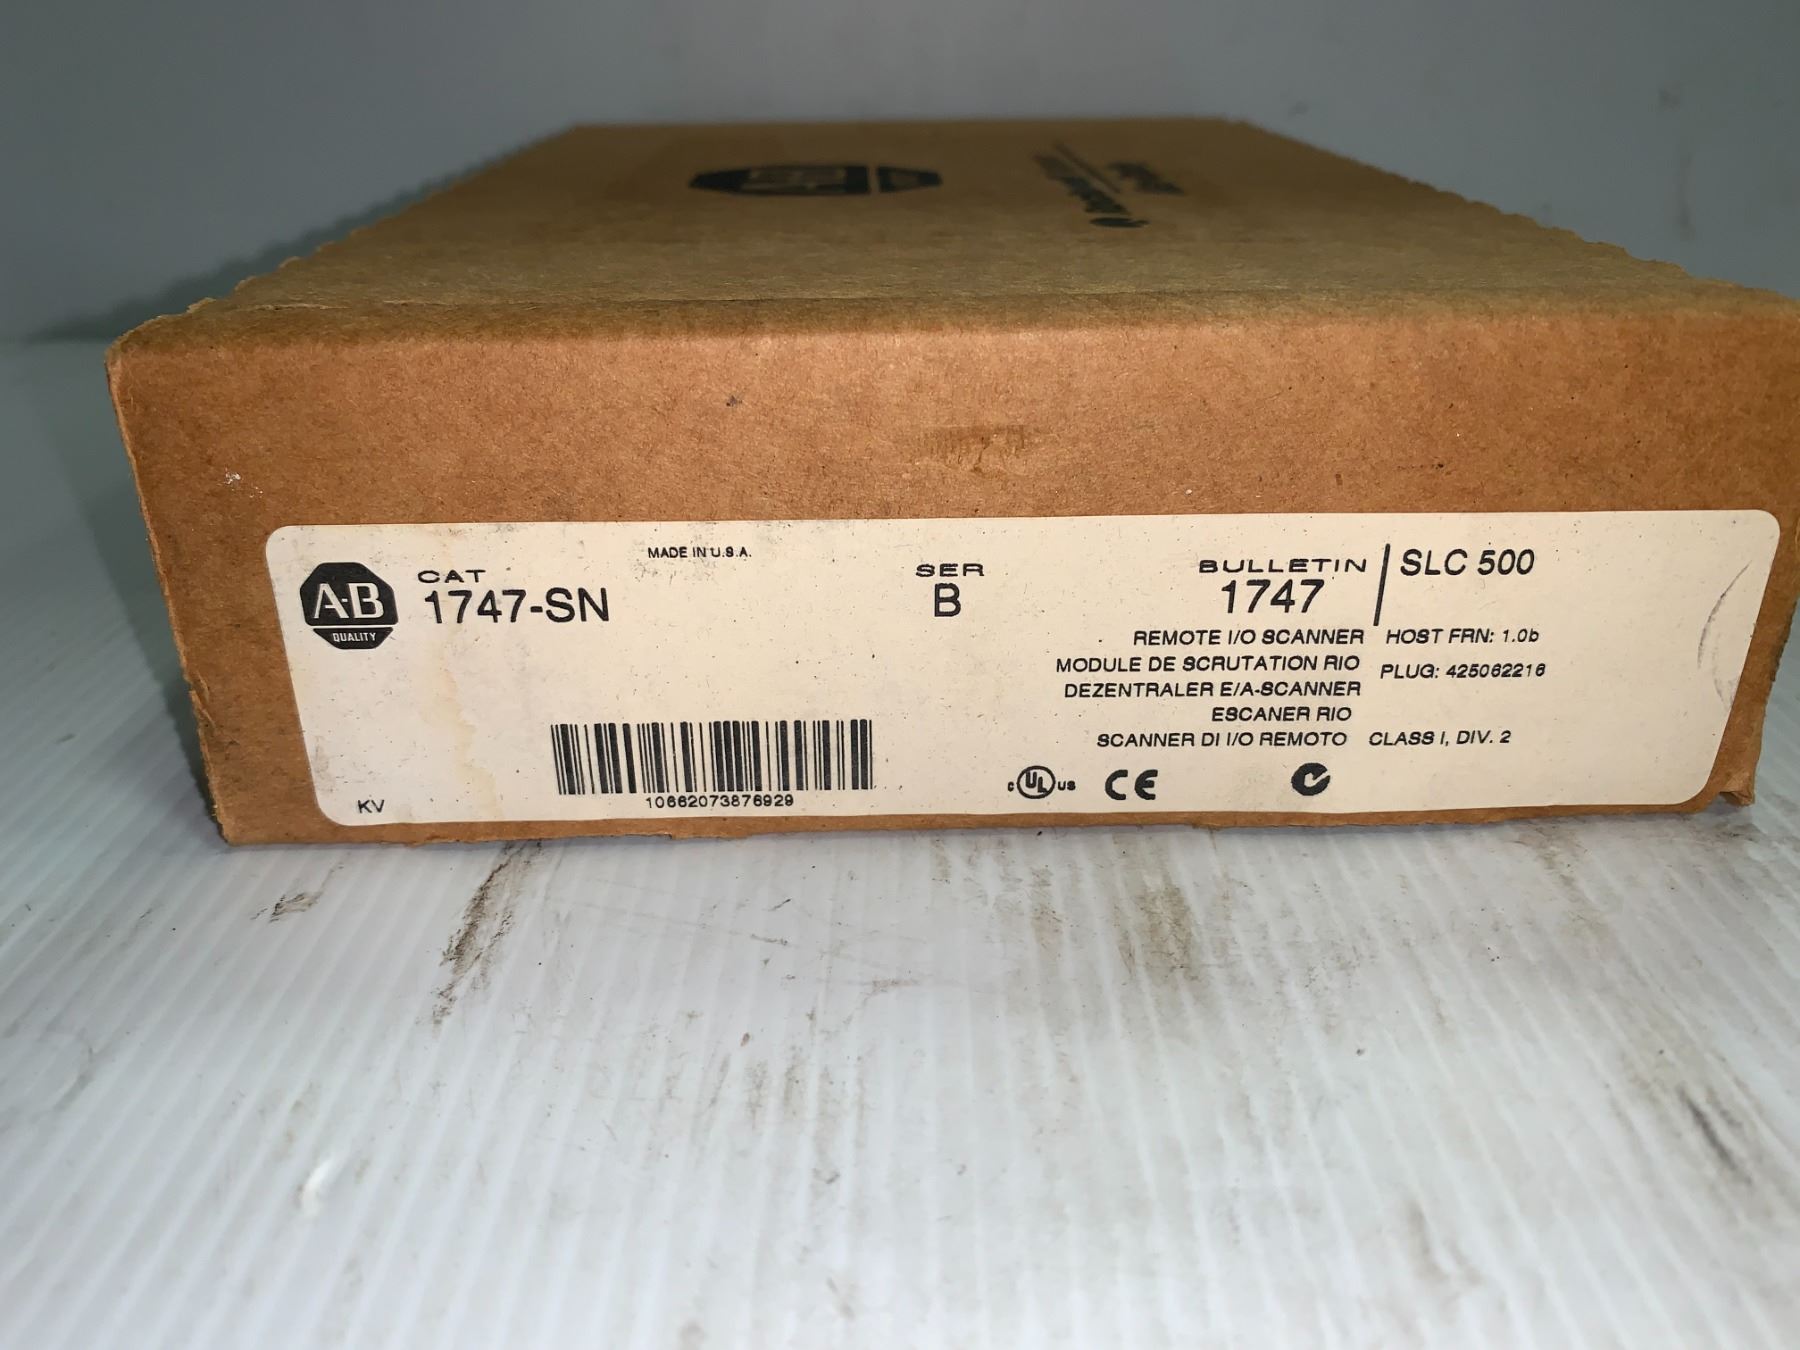 A-B
QUALITY
CAT
1747-SN
MADE IN U.S.A.
SER
B
BULLETIN
1747
SLC 500
REMOTE I/O SCANNER
HOST FRN: 1.0b
MODULE DE SCRUTATION RIO
PLUG: 425062216
DEZENTRALER E/A-SCANNER
ESCANER RIO
SCANNER DI I/O REMOTO
CLASS I, DIV. 2
10662073876929
KV
C UL US
CE